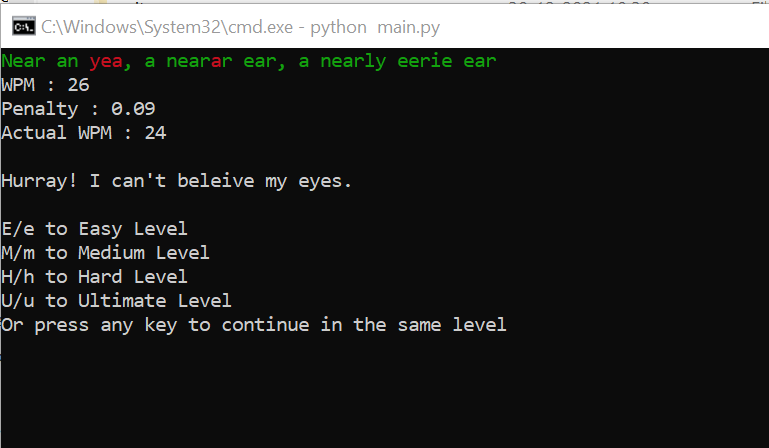 C:\Windows\System32\cmd.exe - python  main.py
Near an yea, a nearar ear, a nearly eerie ear
WPM : 26
Penalty : 0.09
Actual WPM : 24
Hurray! I can't beleive my eyes.
E/e to Easy Level
M/m to Medium Level
H/h to Hard Level
U/u to Ultimate Level
Or press any key to continue in the same level